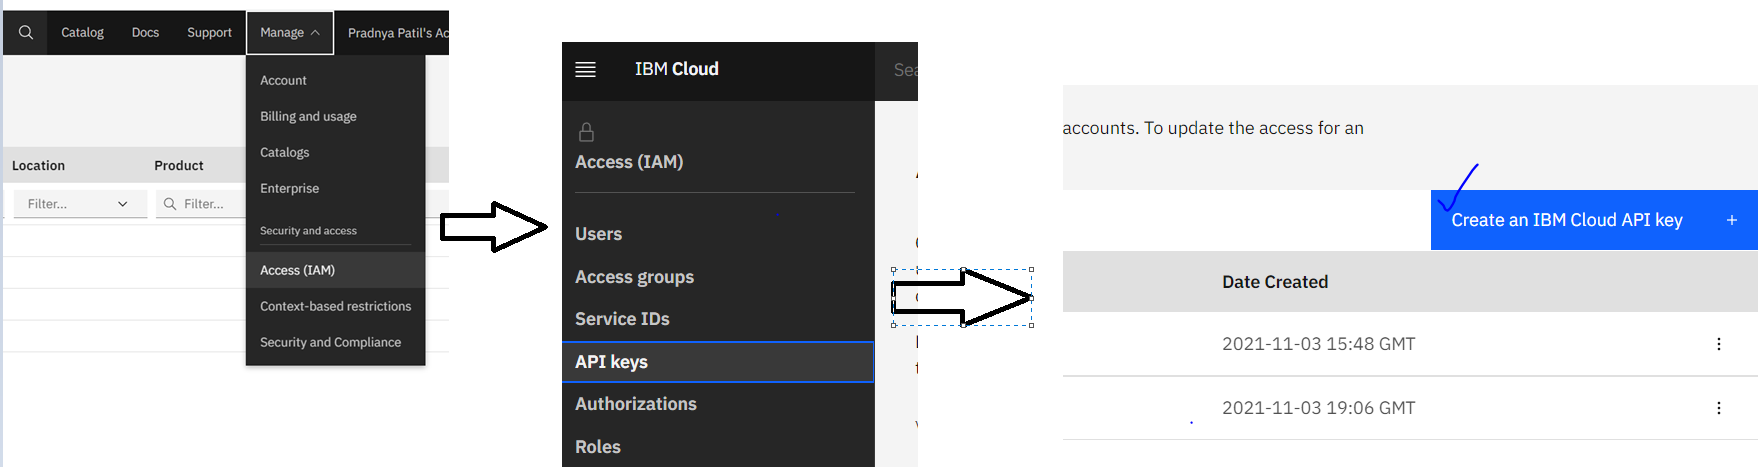 Catalog Docs Support Manage Pradnya Patil's Ac
Account
Billing and usage
Catalogs
Enterprise
Security and access
Access (IAM)
Context-based restrictions
Security and Compliance
Location Product
Filter... Filter...
IBM Cloud
Sea
Access (IAM)
Users
Access groups
Service IDs
API keys
Authorizations
Roles
accounts. To update the access for an
Create an IBM Cloud API key +
Date Created
2021-11-03 15:48 GMT
2021-11-03 19:06 GMT